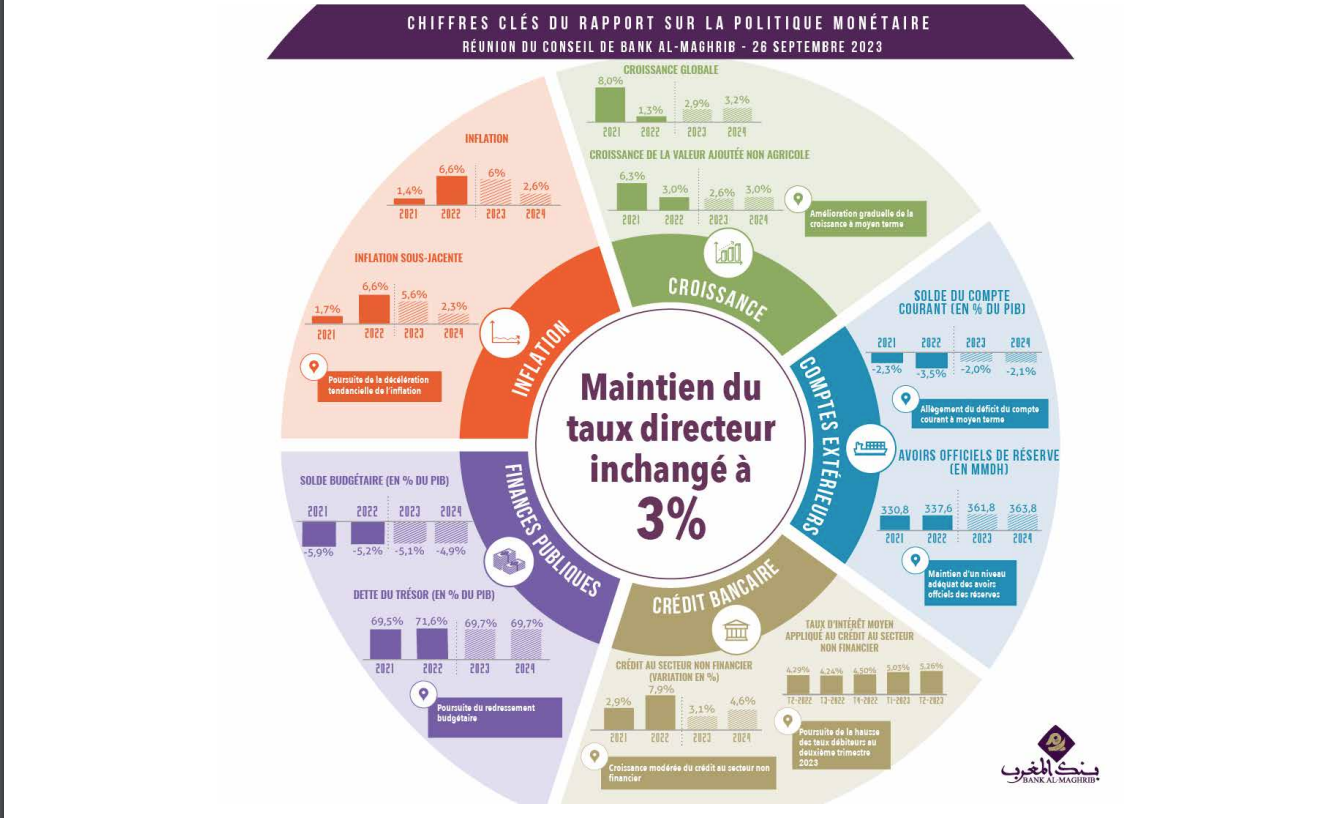 CHIFFRES CLÉS DU RAPPORT SUR LA POLITIQUE MONÉTAIRE
RÉUNION DU CONSEIL DE BANK AL-MAGHRIB - 26 SEPTEMBRE 2023
CROISSANCE GLOBALE
8,0% 1,3% 2,9% 3,2%
2021 2022 2023 2024
CROISSANCE DE LA VALEUR AJOUTÉE NON AGRICOLE
6,3% 3,0% 2,6% 3,0%
2021 2022 2023 2024
Amélioration graduelle de la
croissance à moyen terme
CROISSANCE
INFLATION
1,4% 6,6% 6% 2,6%
2021 2022 2023 2024
INFLATION SOUS-JACENTE
1,7% 6,6% 5,6% 2,3%
2021 2022 2023 2024
Poursuite de la décélération
tendancielle de l'inflation
INFLATION
SOLDE DU COMPTE
COURANT (EN % DU PIB)
2021 2022 2023 2024
-2,3% -3,5% -2,0% -2,1%
Allègement du déficit du compte
courant à moyen terme
AVOIRS OFFICIELS DE RÉSERVE
(EN MMDH)
330,8 337,6 361,8 363,8
2021 2022 2023 2024
Maintien d'un niveau
adéquat des avoirs
offciels des réserves
COMPTES EXTÉRIEURS
Maintien du
taux directeur
inchangé à
3%
SOLDE BUDGÉTAIRE (EN % DU PIB)
2021 2022 2023 2024
-5,9% -5,2% -5,1% -4,9%
DETTE DU TRÉSOR (EN % DU PIB)
69,5% 71,6% 69,7% 69,7%
2021 2022 2023 2024
Poursuite du redressement
budgétaire
FINANCES PUBLIQUES
CRÉDIT BANCAIRE
CRÉDIT AU SECTEUR NON FINANCIER
(VARIATION EN %)
2,9% 7,9% 3,1% 4,6%
2021 2022 2023 2024
Croissance modérée du crédit au secteur non
financier
TAUX D'INTÉRÊT MOYEN
APPLIQUÉ AU CRÉDIT AU SECTEUR
NON FINANCIER
4,29% 4,24% 4,50% 5,03% 5,26%
T2-2022 T3-2022 T4-2022 T1-2023 T2-2023
Poursuite de la hausse
des taux débiteurs au
deuxième trimestre
2023
بنك المغرب
BANK AL-MAGHRIB